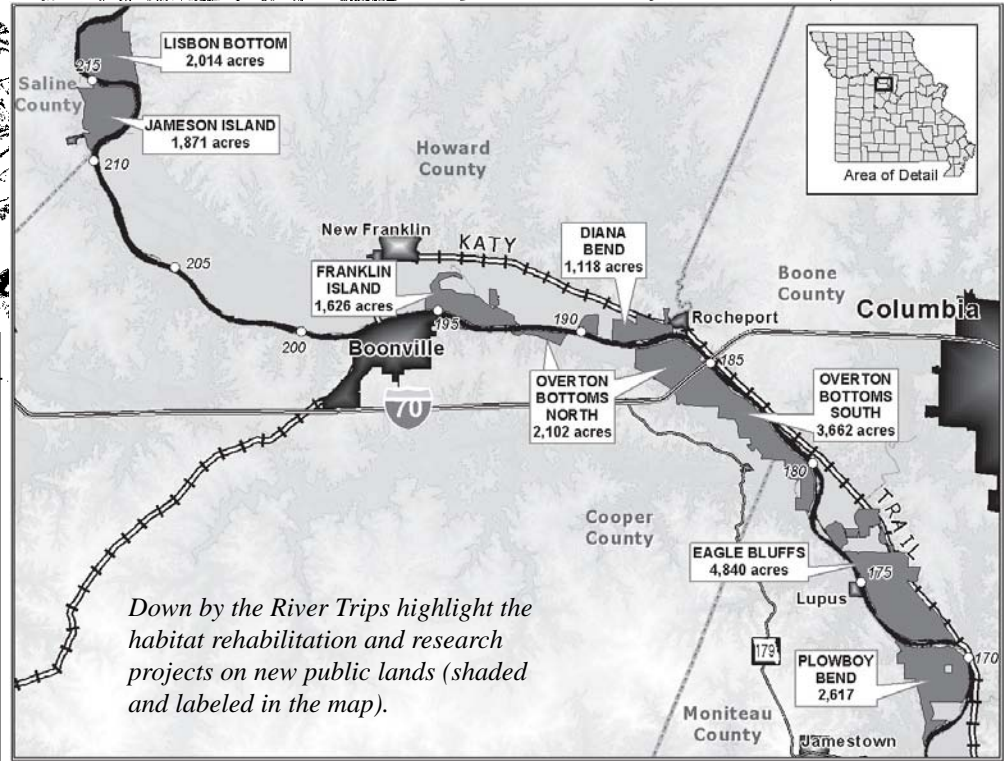 LISBON BOTTOM
2,014 acres
215
Saline
County
JAMESON ISLAND
1,871 acres
210
Howard
County
Area of Detail
205
New Franklin
KATY
FRANKLIN
ISLAND
1,626 acres
DIANA
BEND
1,118 acres
Boone
County
Columbia
Rocheport
195
190
200
Boonville
185
70
OVERTON
BOTTOMS
NORTH
2,102 acres
OVERTON
BOTTOMS
SOUTH
3,662 acres
180
TRAIL
Cooper
County
EAGLE BLUFFS
4,840 acres
175
Lupus
Down by the River Trips highlight the
habitat rehabilitation and research
projects on new public lands (shaded
and labeled in the map).
179
170
PLOWBOY
BEND
2,617
Moniteau
County
Jamestown